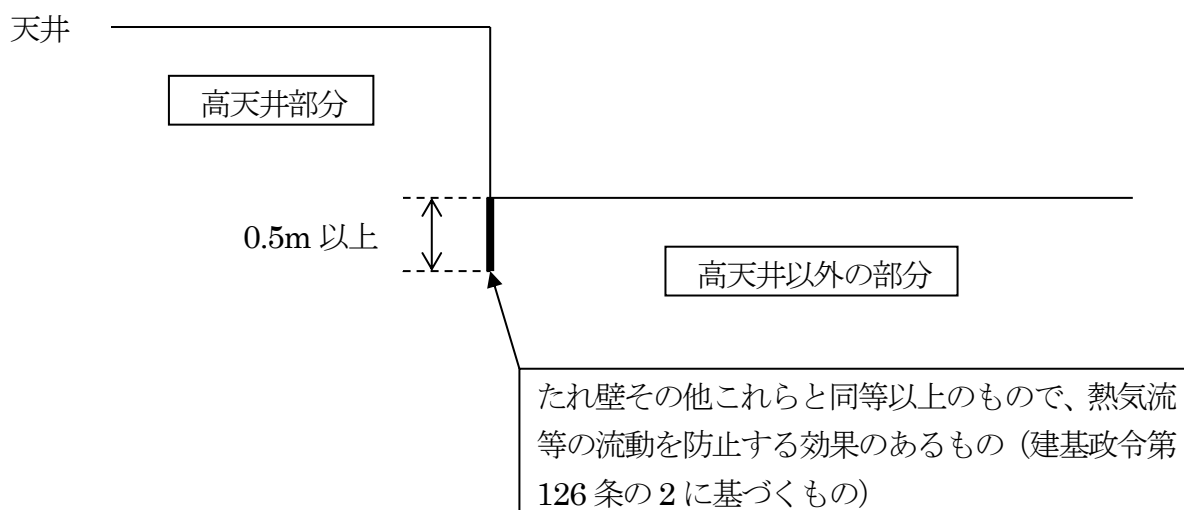 天井
高天井部分
0.5m 以上
高天井以外の部分
たれ壁その他これらと同等以上のもので、熱気流
等の流動を防止する効果のあるもの（建基政令第
126 条の 2 に基づくもの）